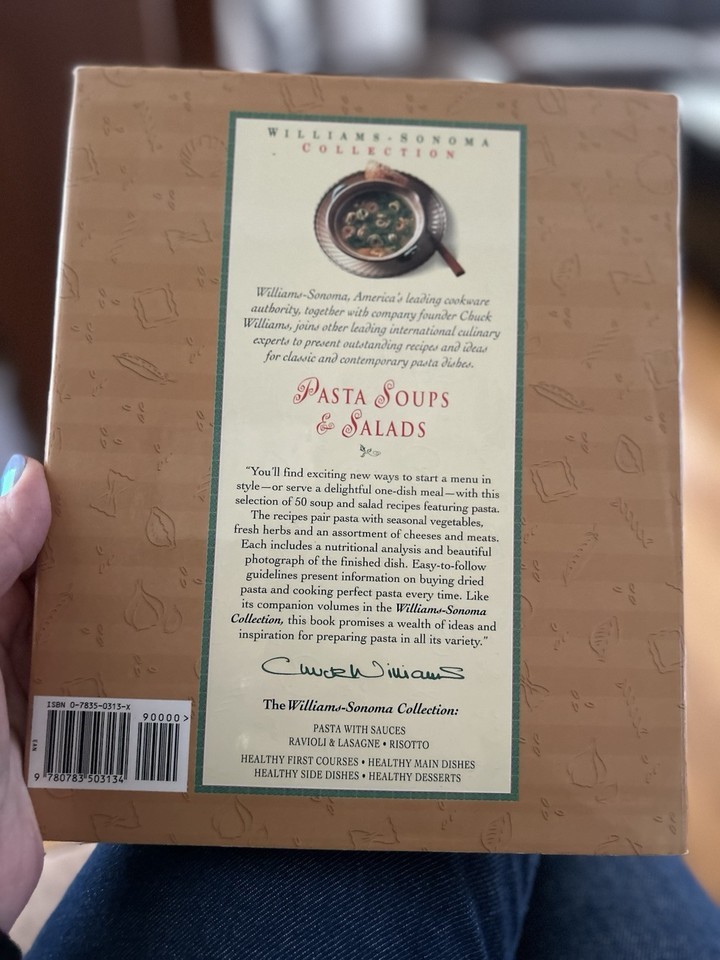 WILLIAMS-SONOMA
COLLECTION
Williams-Sonoma, America's leading cookware
authority, together with company founder Chuck
Williams, joins other leading international culinary
experts to present outstanding recipes and ideas
for classic and contemporary pasta dishes.
PASTA SOUPS
& SALADS
"You'll find exciting new ways to start a menu in
style—or serve a delightful one-dish meal—with this
selection of 50 soup and salad recipes featuring pasta.
The recipes pair pasta with seasonal vegetables,
fresh herbs and an assortment of cheeses and meats.
Each includes a nutritional analysis and beautiful
photograph of the finished dish. Easy-to-follow
guidelines present information on buying dried
pasta and cooking perfect pasta every time. Like
its companion volumes in the Williams-Sonoma
Collection, this book promises a wealth of ideas and
inspiration for preparing pasta in all its variety."
Chuck Williams
The Williams-Sonoma Collection:
PASTA WITH SAUCES
RAVIOLI & LASAGNE • RISOTTO
HEALTHY FIRST COURSES • HEALTHY MAIN DISHES
HEALTHY SIDE DISHES • HEALTHY DESSERTS
ISBN 0-7835-0313-X
90000>
EAN
9 780783 503134